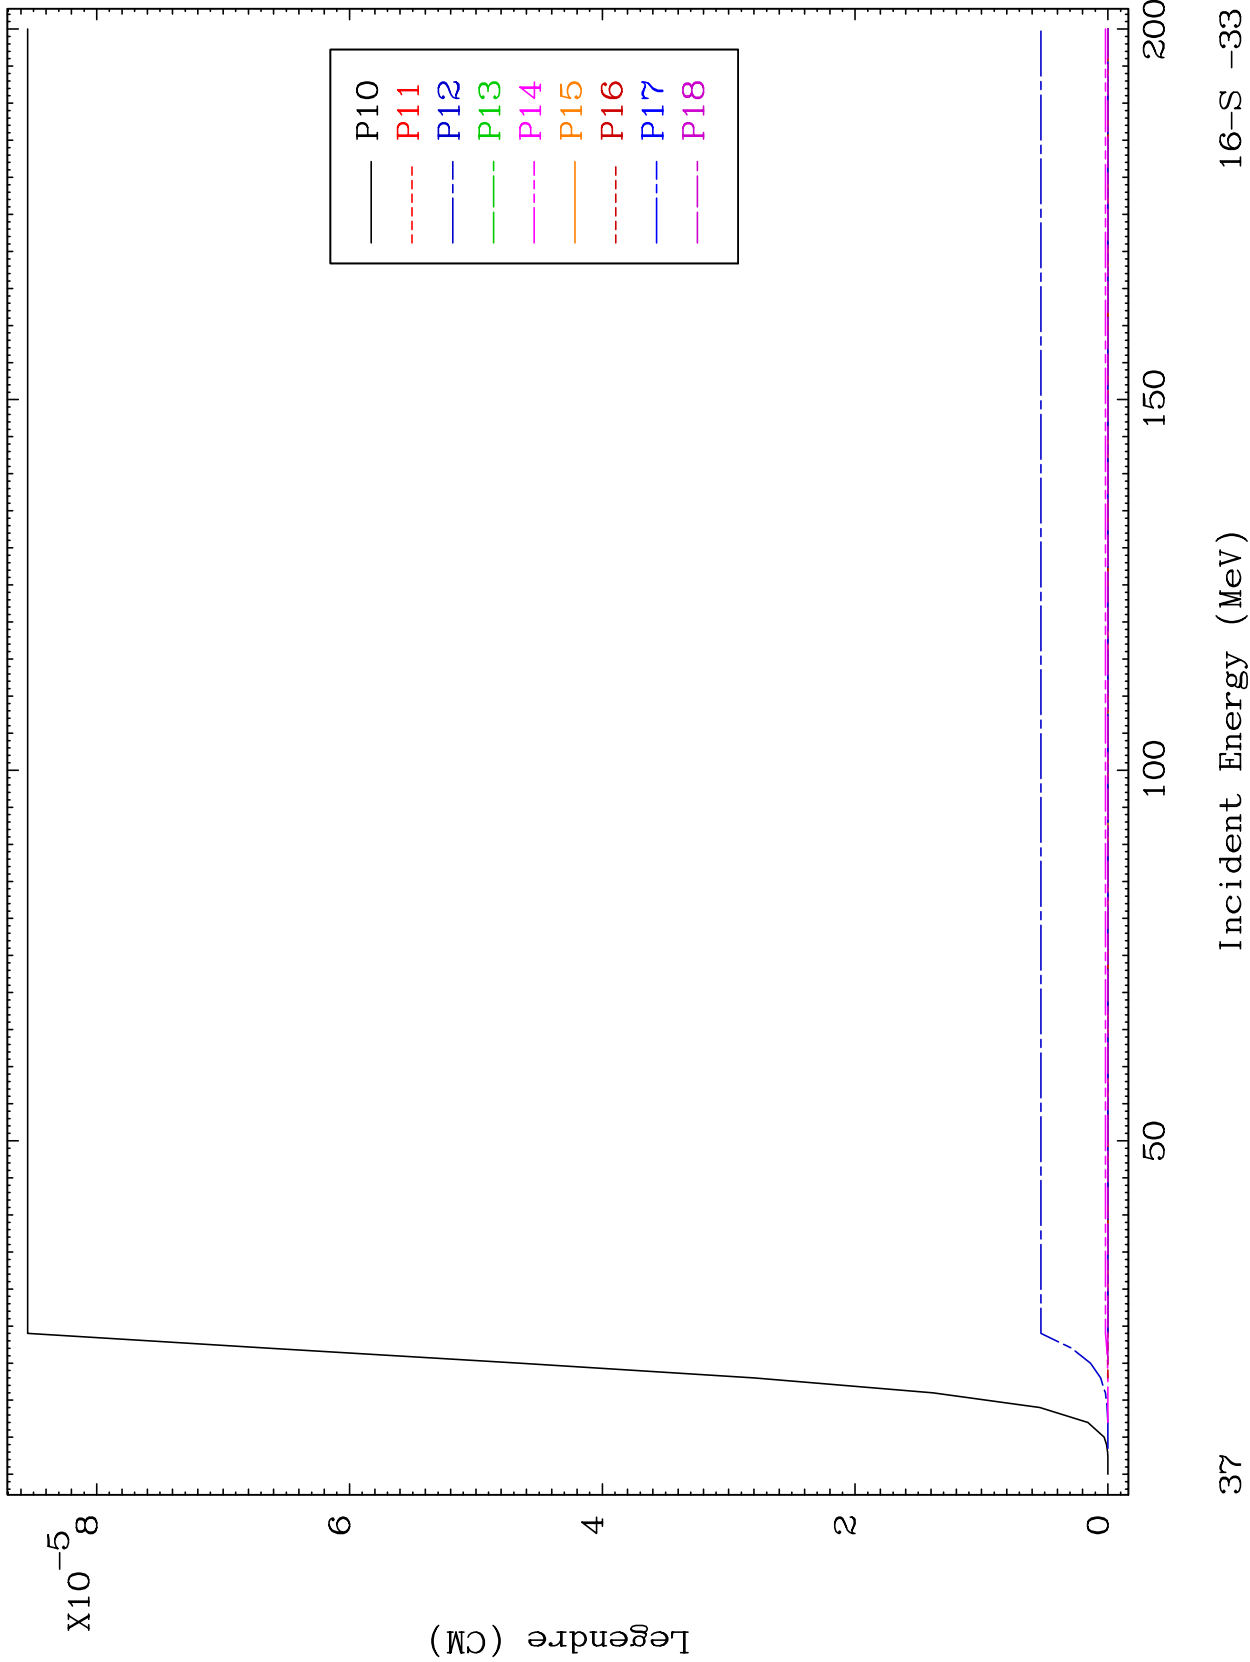 X10-5
8
6
4
2
0
Legendre (CM)
P10
P11
P12
P13
P14
P15
P16
P17
P18
50
100
150
200
Incident Energy (MeV)
37
16-S -33